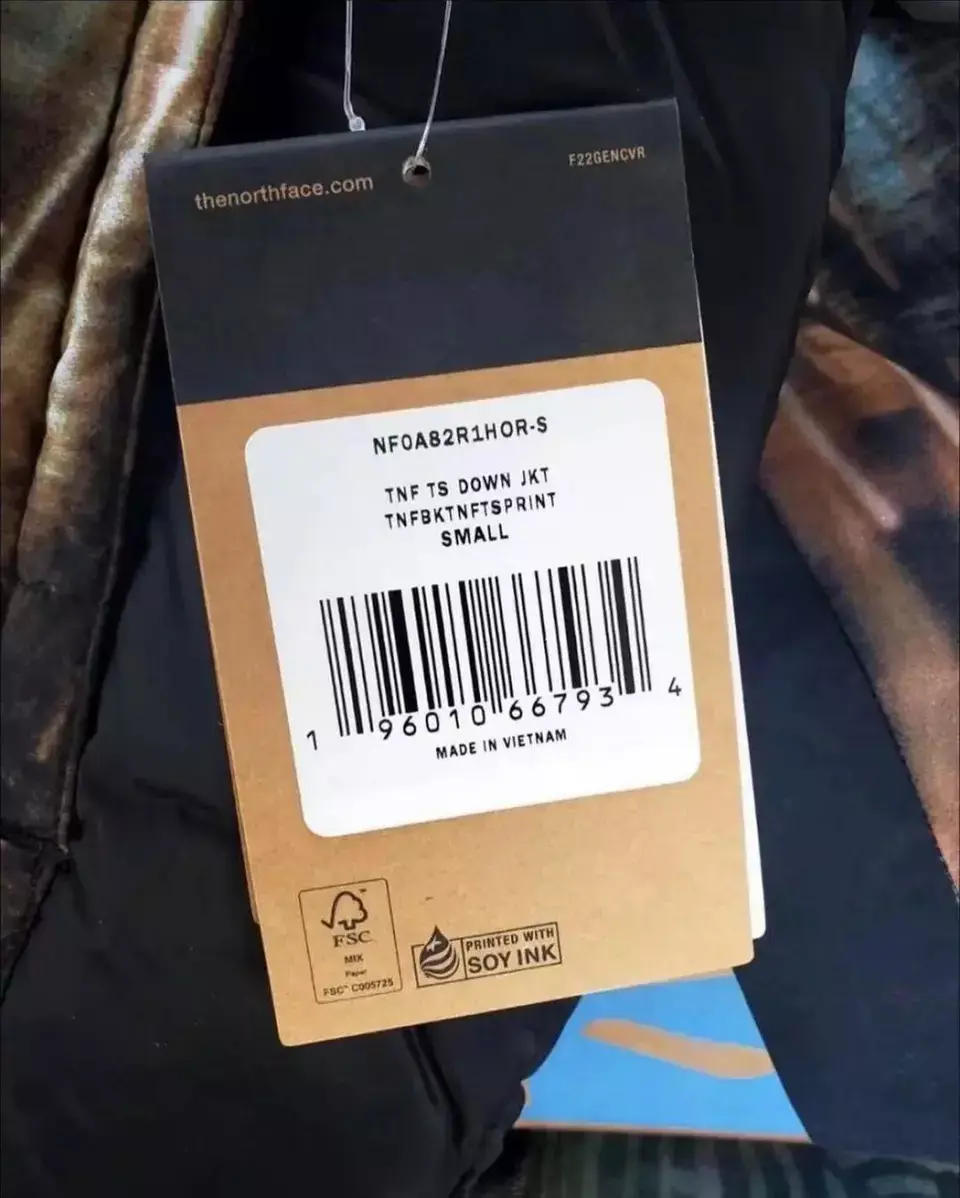 thenorthface.com
F22GENCVR
NF0A82R1HOR-S
TNF TS DOWN JKT
TNFBKTNFTSPRINT
SMALL
1 96010 66793 4
MADE IN VIETNAM
FSC
MIX
Paper
FSC™ C005725
PRINTED WITH
SOY INK